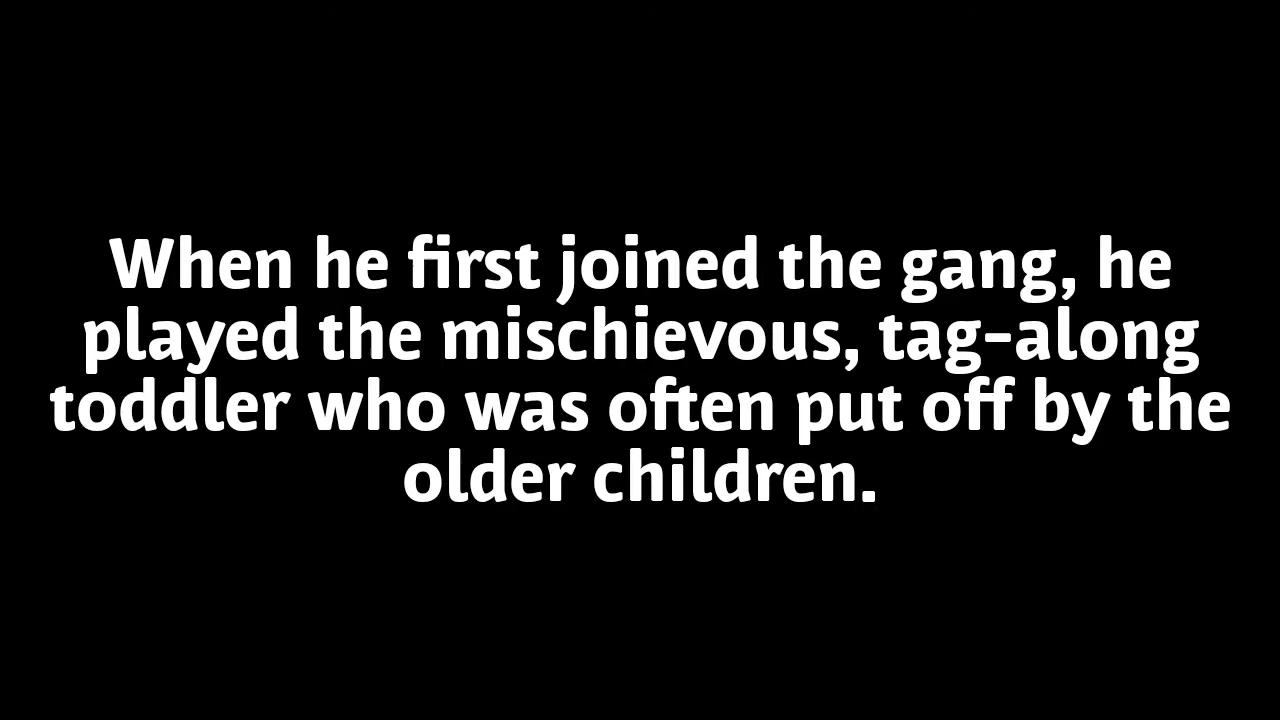 When he first joined the gang, he
played the mischievous, tag-along
toddler who was often put off by the
older children.